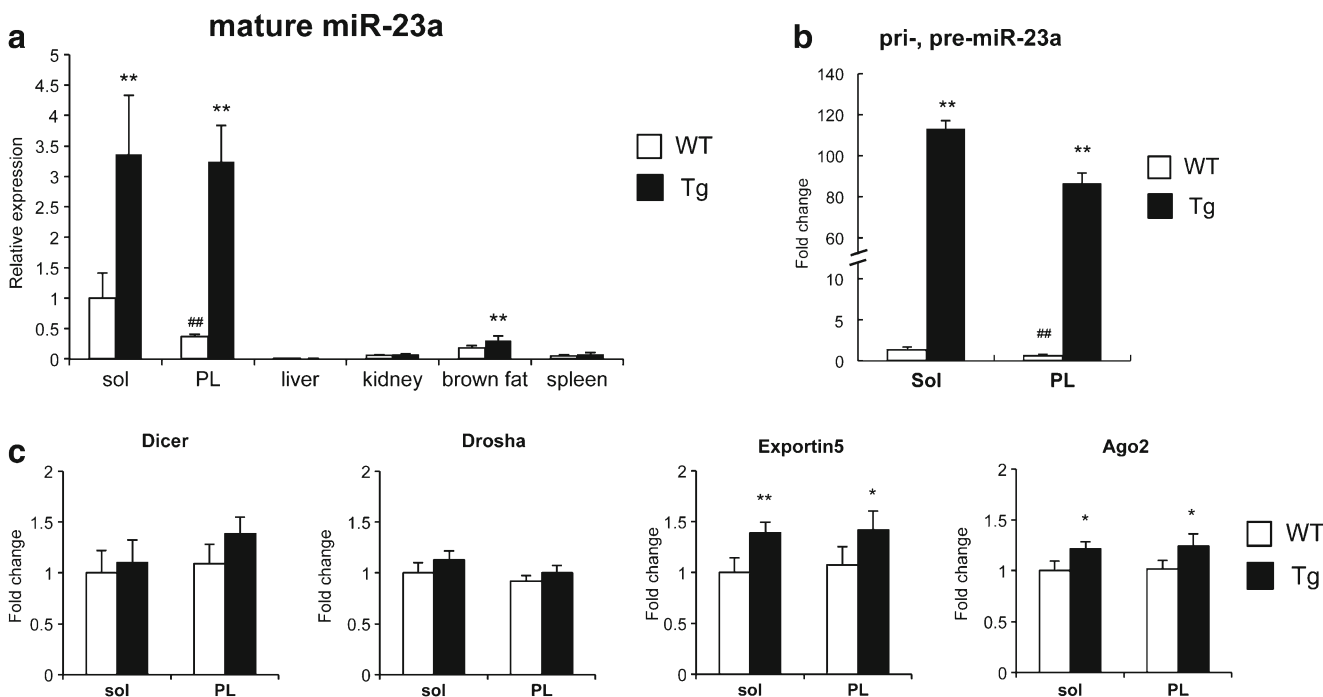 a
mature miR-23a
Relative expression
5
4.5
4
3.5
3
2.5
2
1.5
1
0.5
0
**
##
**
**
sol PL liver kidney brown fat spleen
WT
Tg
b
pri-, pre-miR-23a
Fold change
140
120
100
80
60
10
5
0
**
##
**
Sol PL
WT
Tg
c
Dicer
Fold change
2
1.5
1
0.5
0
sol PL
Drosha
Fold change
2
1.5
1
0.5
0
sol PL
Exportin5
Fold change
2
1.5
1
0.5
0
**
*
sol PL
Ago2
Fold change
2
1.5
1
0.5
0
*
*
sol PL
WT
Tg